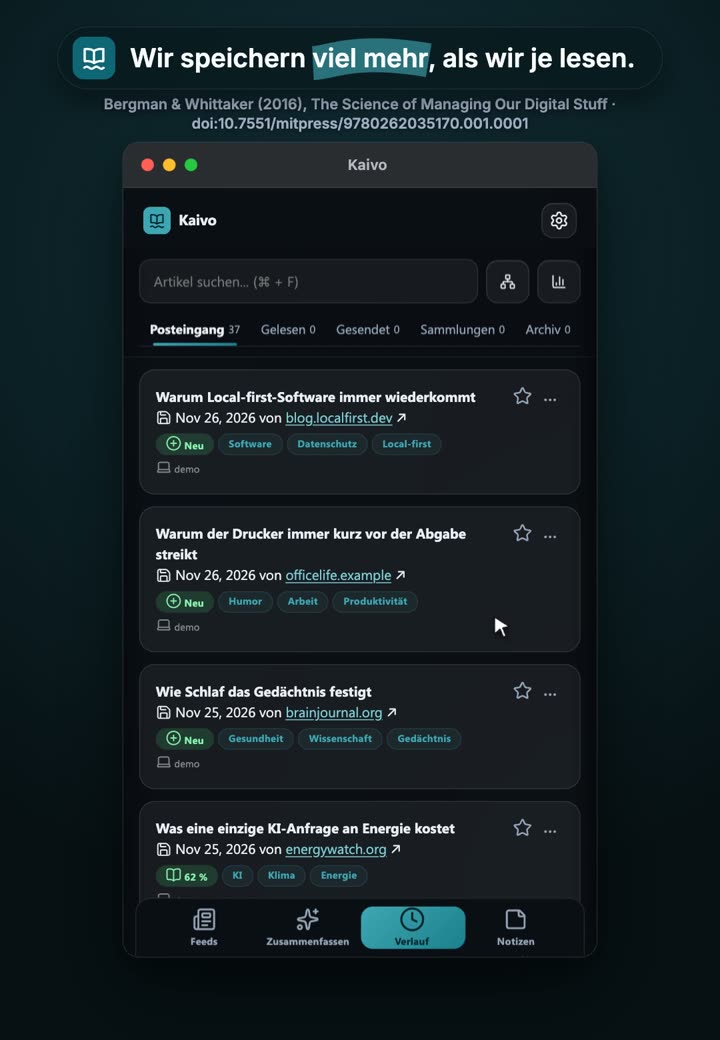 Wir speichern viel mehr, als wir je lesen.
Bergman & Whittaker (2016), The Science of Managing Our Digital Stuff ·
doi:10.7551/mitpress/9780262035170.001.0001
Kaivo
Kaivo
Artikel suchen... (⌘ + F)
Posteingang 37 Gelesen 0 Gesendet 0 Sammlungen 0 Archiv 0
Warum Local-first-Software immer wiederkommt
Nov 26, 2026 von blog.localfirst.dev ↗
Neu Software Datenschutz Local-first
demo
Warum der Drucker immer kurz vor der Abgabe
streikt
Nov 26, 2026 von officelife.example ↗
Neu Humor Arbeit Produktivität
demo
Wie Schlaf das Gedächtnis festigt
Nov 25, 2026 von brainjournal.org ↗
Neu Gesundheit Wissenschaft Gedächtnis
demo
Was eine einzige KI-Anfrage an Energie kostet
Nov 25, 2026 von energywatch.org ↗
62 % KI Klima Energie
Feeds Zusammenfassen Verlauf Notizen